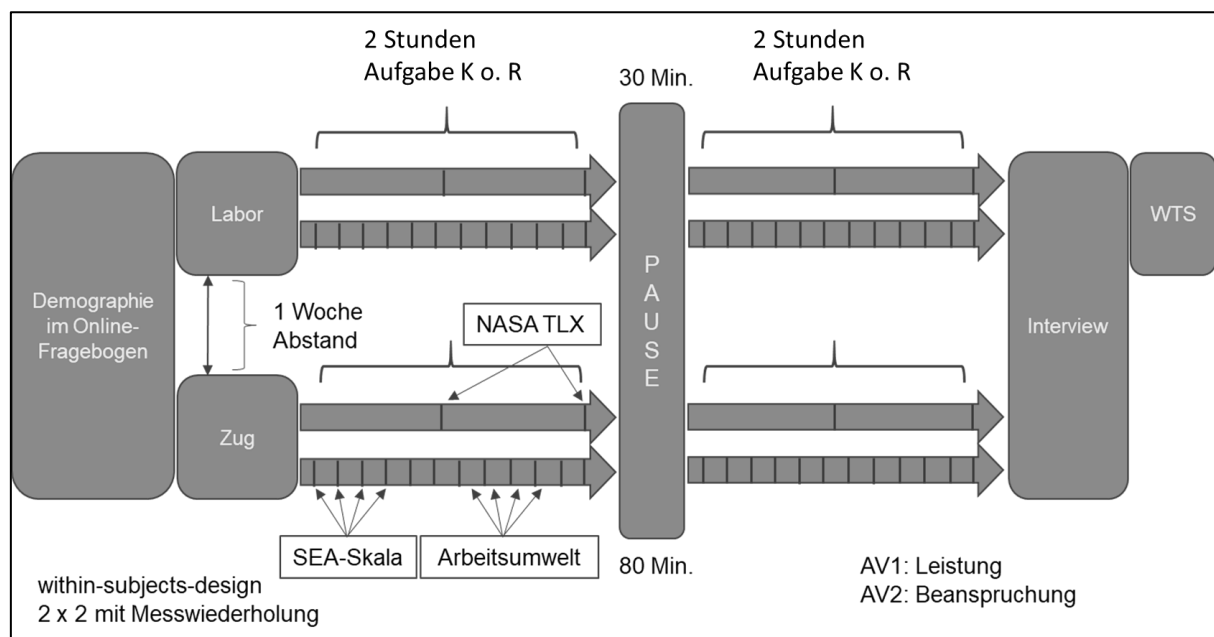 2 Stunden
Aufgabe K o. R
30 Min.
2 Stunden
Aufgabe K o. R
Labor
WTS
Demographie
im Online-
Fragebogen
1 Woche
Abstand
NASA TLX
PAUSE
Interview
Zug
SEA-Skala
Arbeitsumwelt
80 Min.
within-subjects-design
2 x 2 mit Messwiederholung
AV1: Leistung
AV2: Beanspruchung